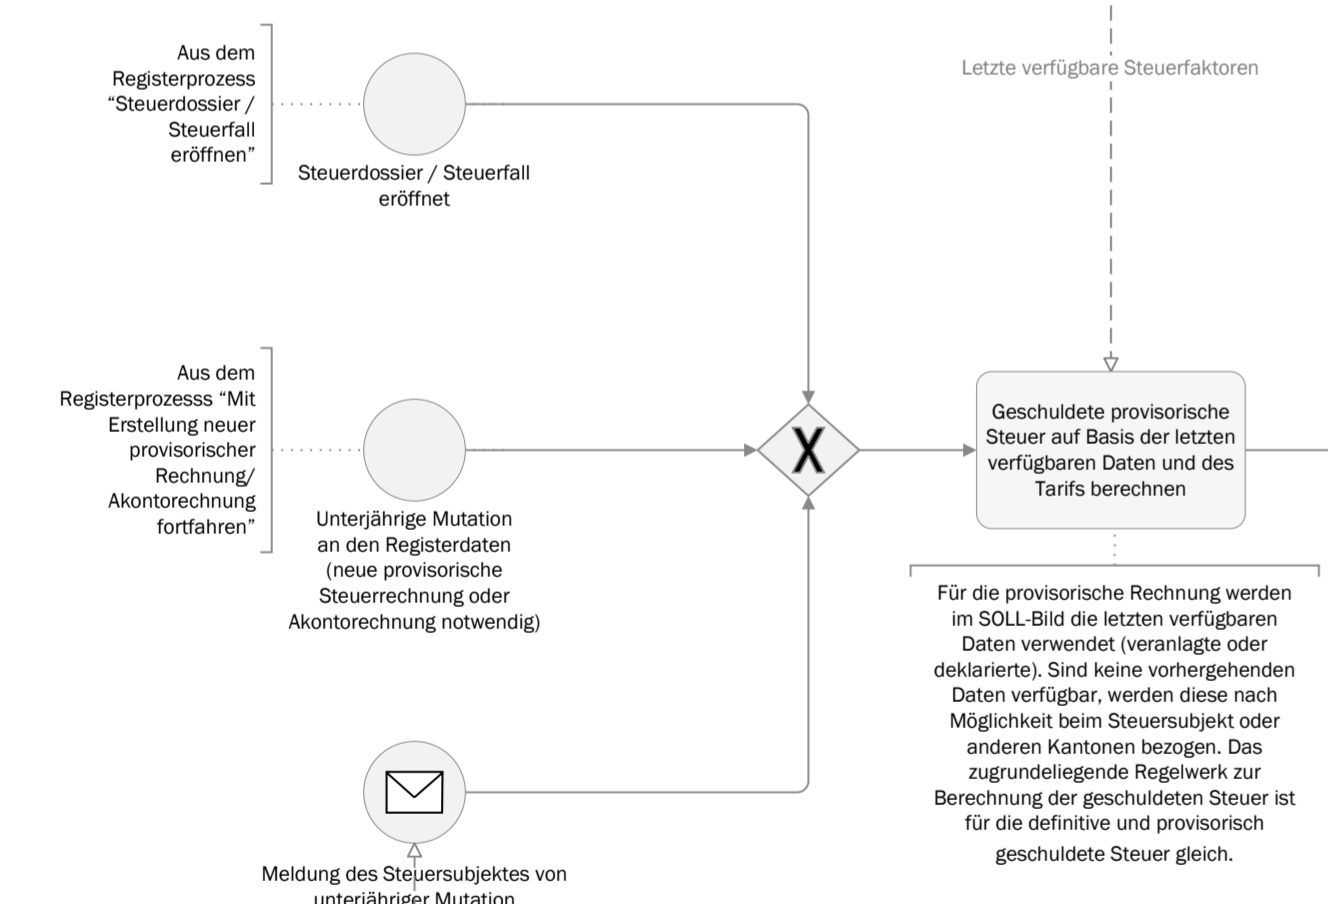 Aus dem
Registerprozess
“Steuerdossier /
Steuerfall
eröffnen”
Steuerdossier / Steuerfall
eröffnet
Letzte verfügbare Steuerfaktoren
Aus dem
Registerprozesss “Mit
Erstellung neuer
provisorischer
Rechnung/
Akontorechnung
fortfahren”
Unterjährige Mutation
an den Registerdaten
(neue provisorische
Steuerrechnung oder
Akontorechnung notwendig)
X
Geschuldete provisorische
Steuer auf Basis der letzten
verfügbaren Daten und des
Tarifs berechnen
Für die provisorische Rechnung werden
im SOLL-Bild die letzten verfügbaren
Daten verwendet (veranlagte oder
deklarierte). Sind keine vorhergehenden
Daten verfügbar, werden diese nach
Möglichkeit beim Steuersubjekt oder
anderen Kantonen bezogen. Das
zugrundeliegende Regelwerk zur
Berechnung der geschuldeten Steuer ist
für die definitive und provisorisch
geschuldete Steuer gleich.
Meldung des Steuersubjektes von
unterjähriger Mutation